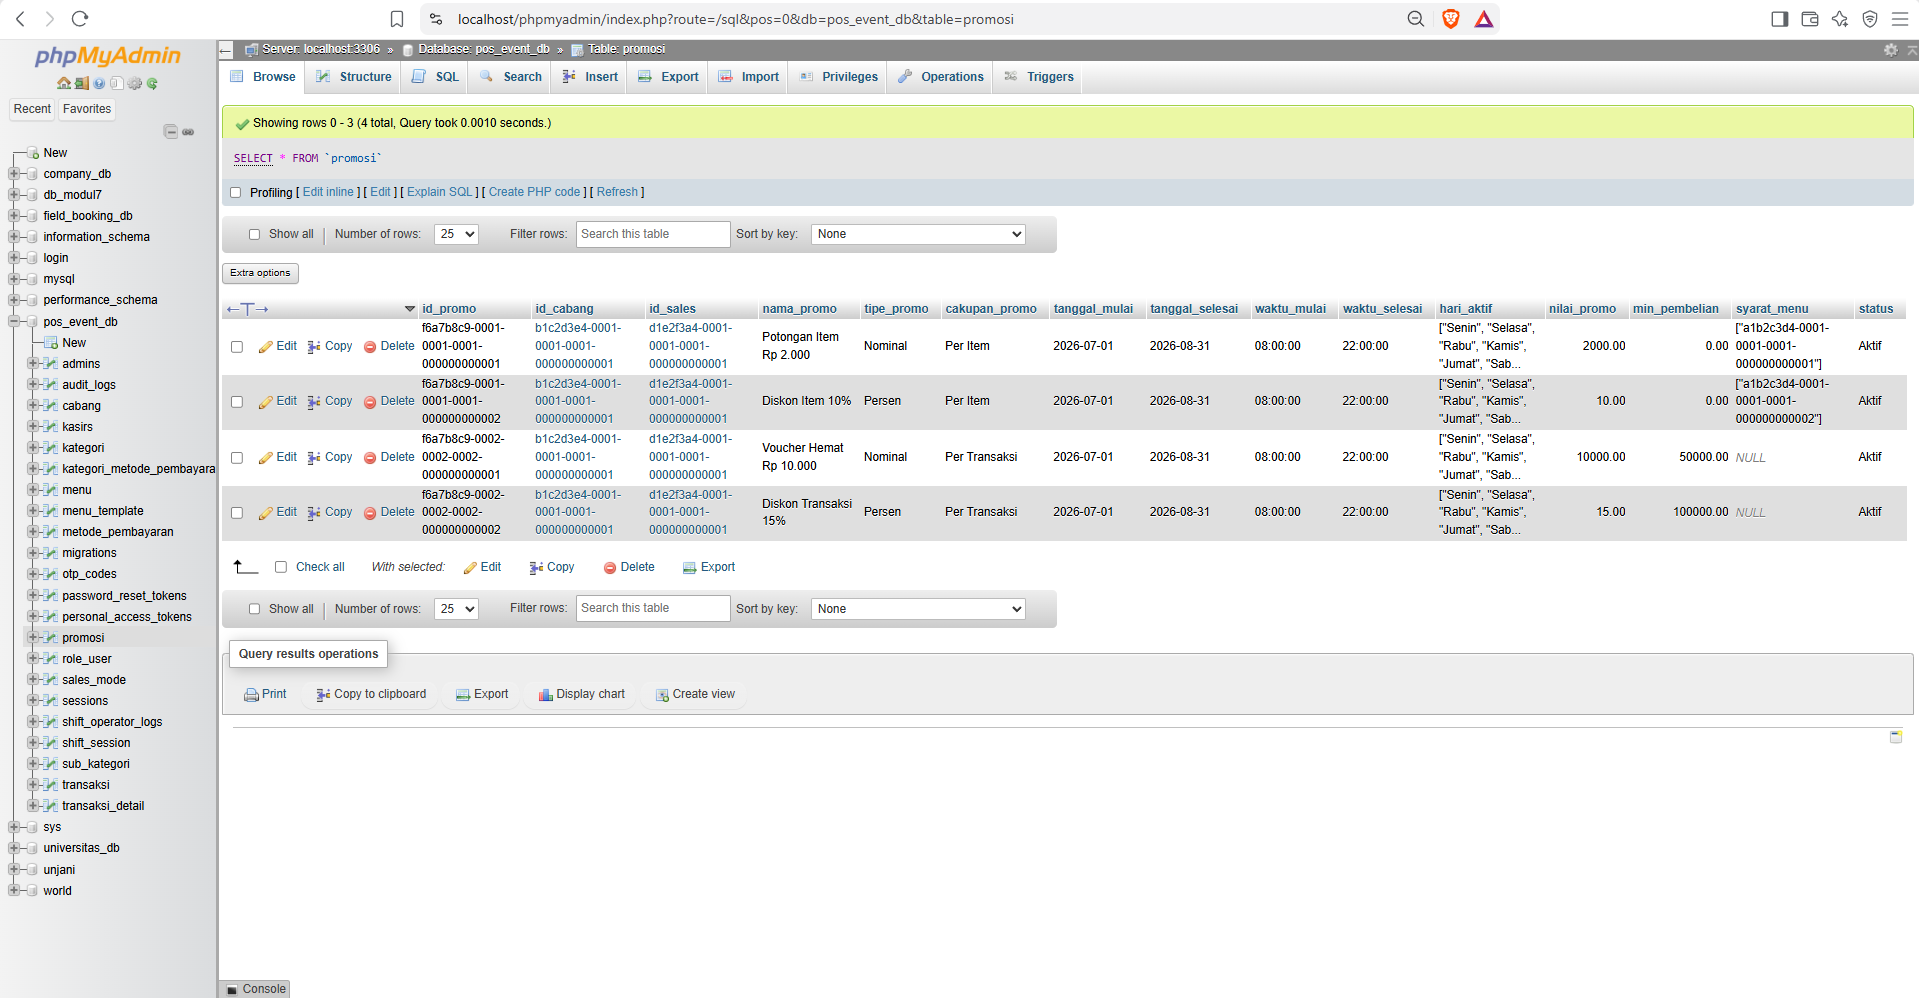 localhost/phpmyadmin/index.php?route=/sql&pos=0&db=pos_event_db&table=promosi
phpMyAdmin
Recent Favorites
New
company_db
db_modul7
field_booking_db
information_schema
login
mysql
performance_schema
pos_event_db
New
admins
audit_logs
cabang
kasirs
kategori
kategori_metode_pembayara
menu
menu_template
metode_pembayaran
migrations
otp_codes
password_reset_tokens
personal_access_tokens
promosi
role_user
sales_mode
sessions
shift_operator_logs
shift_session
sub_kategori
transaksi
transaksi_detail
sys
universitas_db
unjani
world
Server: localhost:3306 » Database: pos_event_db » Table: promosi
Browse Structure SQL Search Insert Export Import Privileges Operations Triggers
Showing rows 0 - 3 (4 total, Query took 0.0010 seconds.)
SELECT * FROM `promosi`
Profiling [ Edit inline ] [ Edit ] [ Explain SQL ] [ Create PHP code ] [ Refresh ]
Show all | Number of rows: 25 Filter rows: Search this table Sort by key: None
Extra options
←T→ id_promo id_cabang id_sales nama_promo tipe_promo cakupan_promo tanggal_mulai tanggal_selesai waktu_mulai waktu_selesai hari_aktif nilai_promo min_pembelian syarat_menu status
Edit Copy Delete f6a7b8c9-0001-0001-0001-000000000001 b1c2d3e4-0001-0001-0001-000000000001 d1e2f3a4-0001-0001-0001-000000000001 Potongan Item Rp 2.000 Nominal Per Item 2026-07-01 2026-08-31 08:00:00 22:00:00 ["Senin", "Selasa", "Rabu", "Kamis", "Jumat", "Sab... 2000.00 0.00 ["a1b2c3d4-0001-0001-0001-000000000001"] Aktif
Edit Copy Delete f6a7b8c9-0001-0001-0001-000000000002 b1c2d3e4-0001-0001-0001-000000000001 d1e2f3a4-0001-0001-0001-000000000001 Diskon Item 10% Persen Per Item 2026-07-01 2026-08-31 08:00:00 22:00:00 ["Senin", "Selasa", "Rabu", "Kamis", "Jumat", "Sab... 10.00 0.00 ["a1b2c3d4-0001-0001-0001-000000000002"] Aktif
Edit Copy Delete f6a7b8c9-0002-0002-0002-000000000001 b1c2d3e4-0001-0001-0001-000000000001 d1e2f3a4-0001-0001-0001-000000000001 Voucher Hemat Rp 10.000 Nominal Per Transaksi 2026-07-01 2026-08-31 08:00:00 22:00:00 ["Senin", "Selasa", "Rabu", "Kamis", "Jumat", "Sab... 10000.00 50000.00 NULL Aktif
Edit Copy Delete f6a7b8c9-0002-0002-0002-000000000002 b1c2d3e4-0001-0001-0001-000000000001 d1e2f3a4-0001-0001-0001-000000000001 Diskon Transaksi 15% Persen Per Transaksi 2026-07-01 2026-08-31 08:00:00 22:00:00 ["Senin", "Selasa", "Rabu", "Kamis", "Jumat", "Sab... 15.00 100000.00 NULL Aktif
Check all With selected: Edit Copy Delete Export
Show all | Number of rows: 25 Filter rows: Search this table Sort by key: None
Query results operations
Print Copy to clipboard Export Display chart Create view
Console